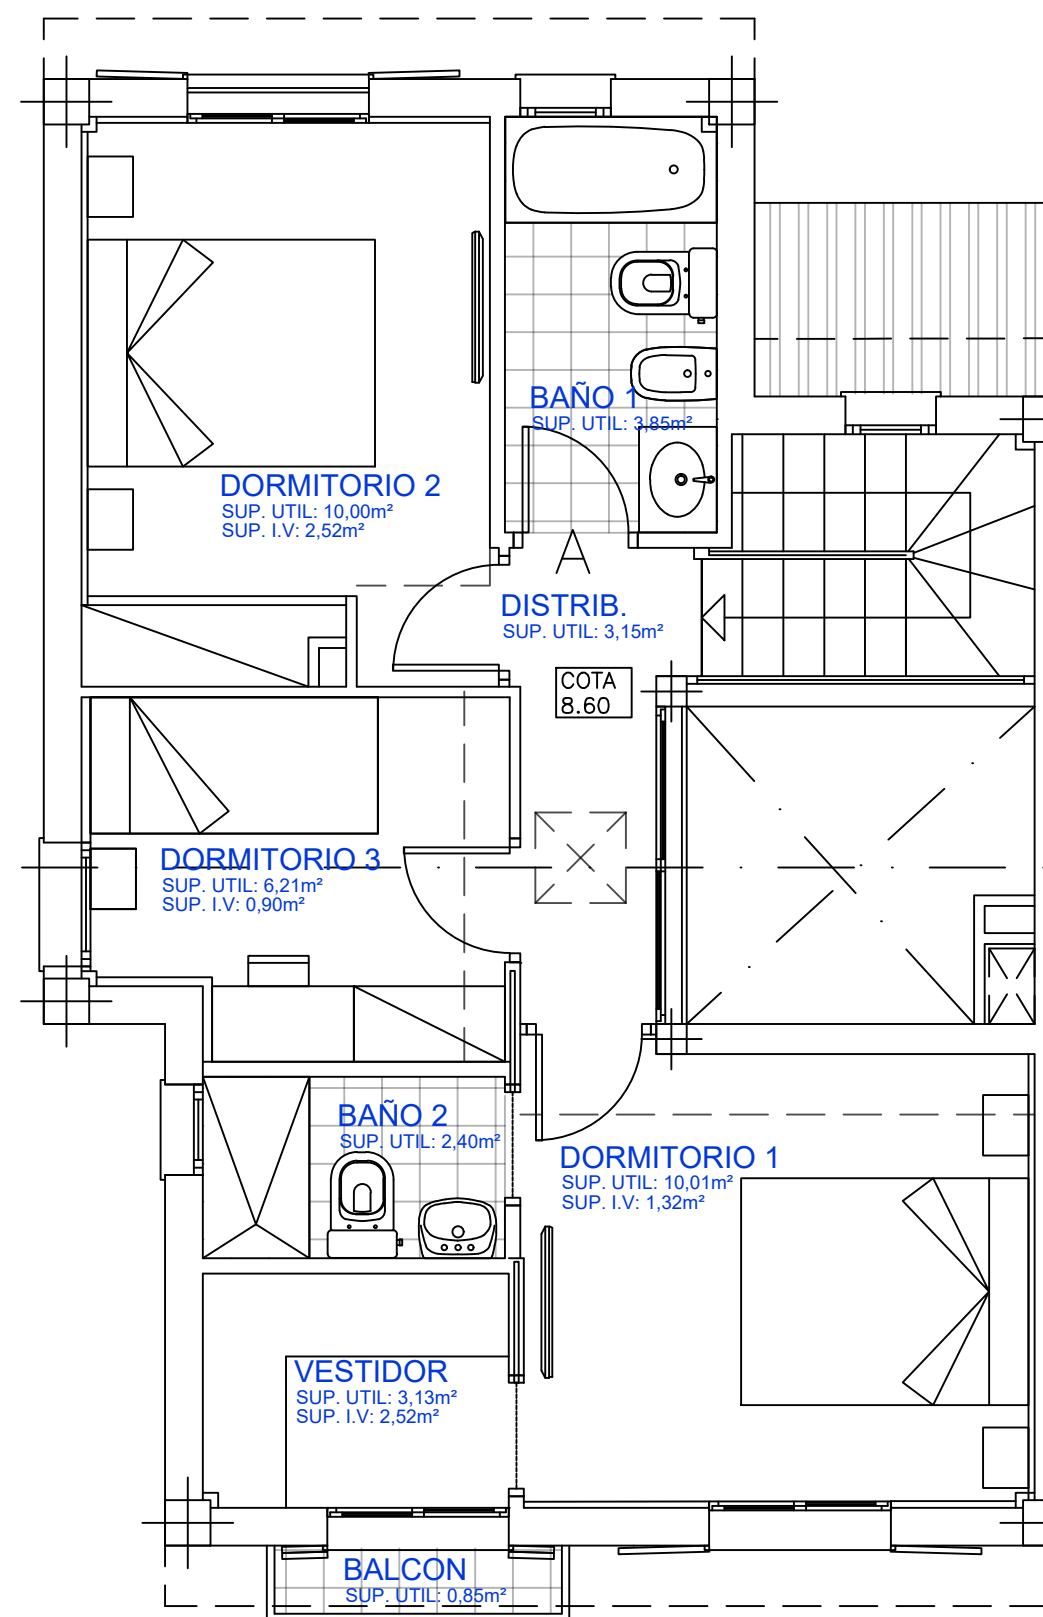 BAÑO 1
SUP. UTIL: 3,85m²
DORMITORIO 2
SUP. UTIL: 10,00m²
SUP. I.V: 2,52m²
A
DISTRIB.
SUP. UTIL: 3,15m²
COTA
8.60
DORMITORIO 3
SUP. UTIL: 6,21m²
SUP. I.V: 0,90m²
BAÑO 2
SUP. UTIL: 2,40m²
DORMITORIO 1
SUP. UTIL: 10,01m²
SUP. I.V: 1,32m²
VESTIDOR
SUP. UTIL: 3,13m²
SUP. I.V: 2,52m²
BALCON
SUP. UTIL: 0,85m²